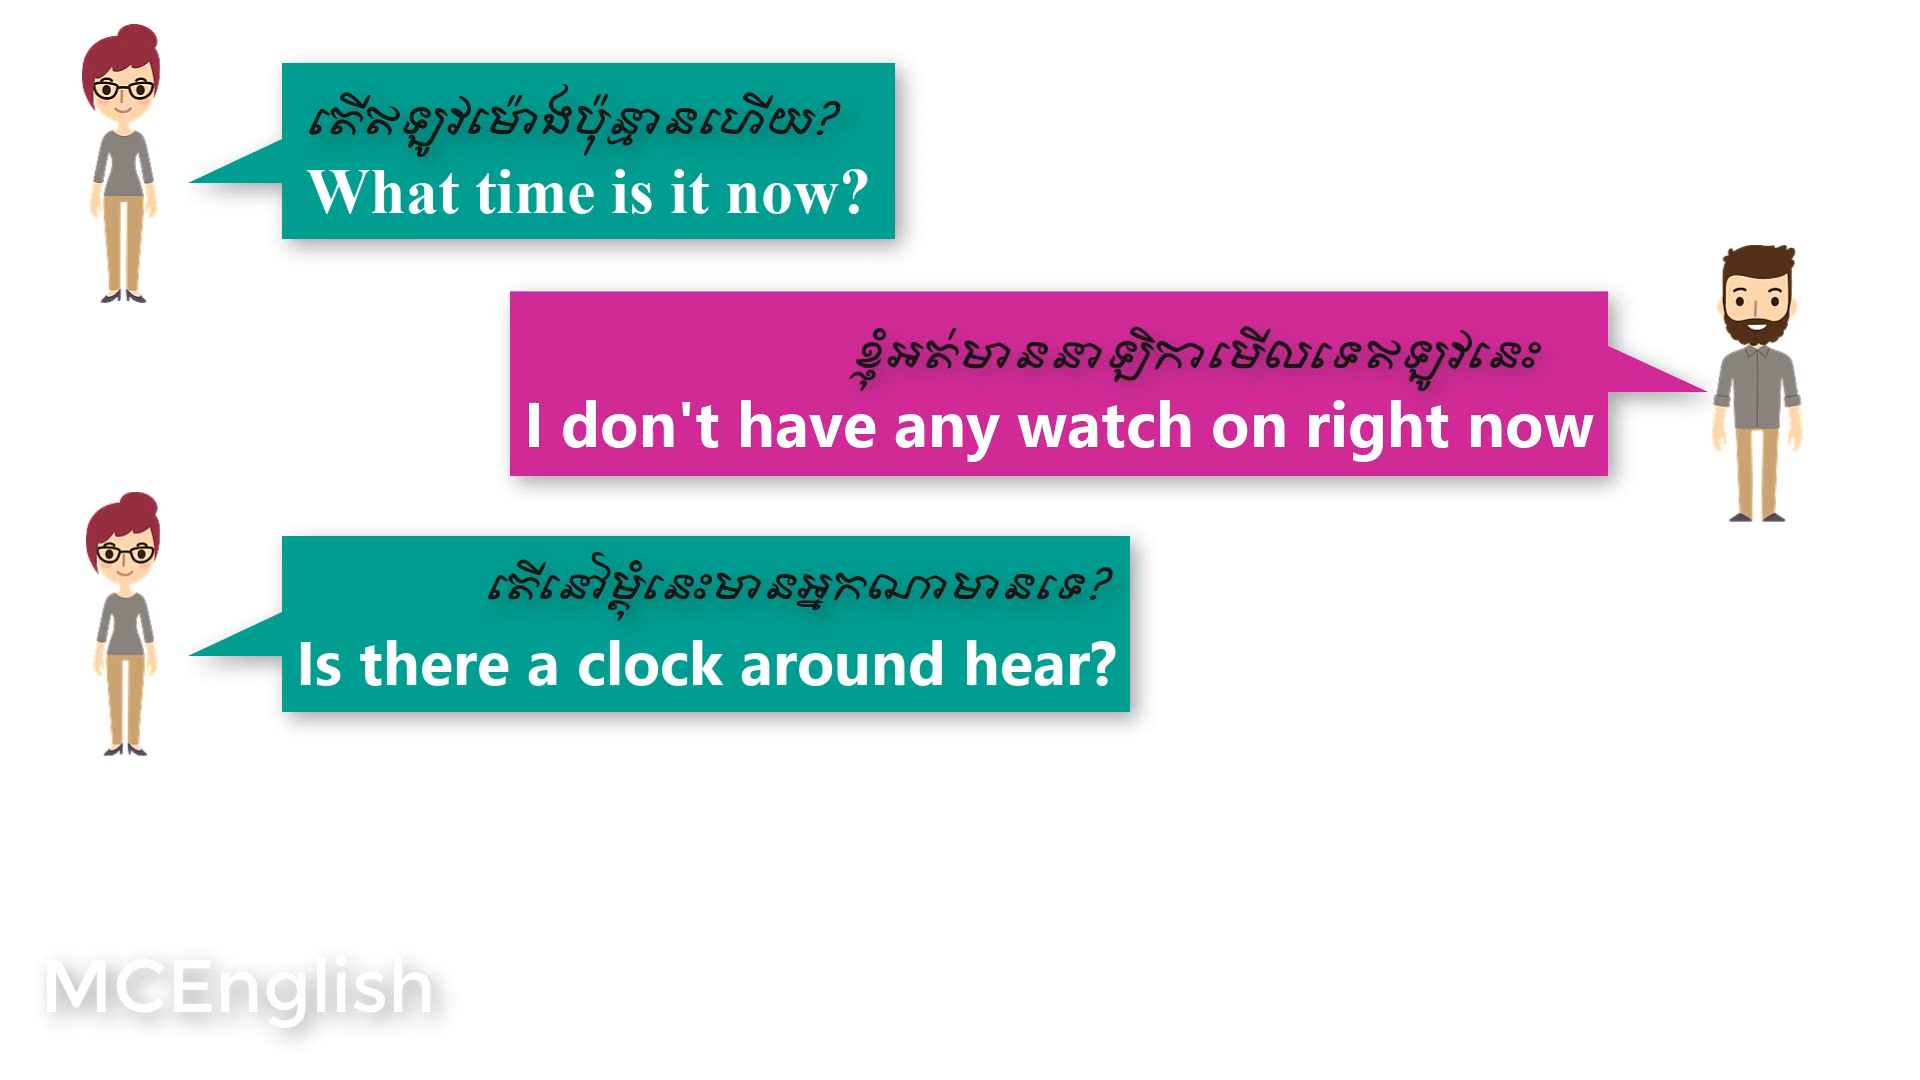 តើឥឡូវម៉ោងប៉ុន្មានហើយ?
What time is it now?
ខ្ញុំអត់មាននាឡិកាមើលទេឥឡូវនេះ
I don't have any watch on right now
តើនៅម្ដុំនេះមានអ្នកណាមានទេ?
Is there a clock around hear?
MCEnglish